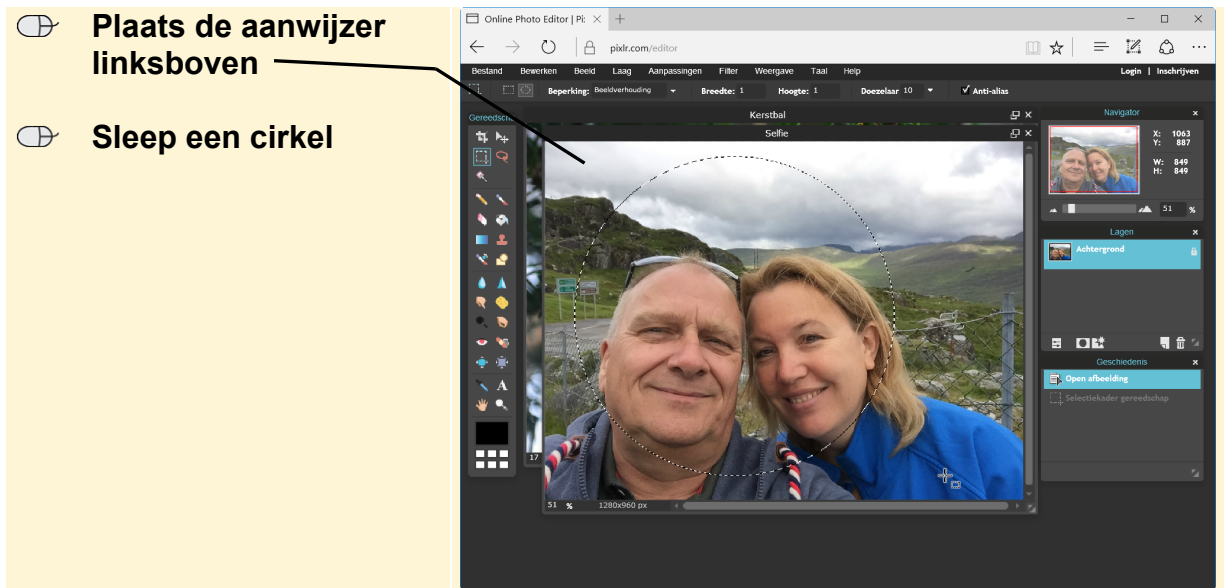 Plaats de aanwijzer
linksboven
Sleep een cirkel
Online Photo Editor | Pi:
pixlr.com/editor
Bestand Bewerken Beeld Laag Aanpassingen Filter Weergave Taal Help Login | Inschrijven
Beperking: Beeldverhouding Breedte: 1 Hoogte: 1 Doezelaar 10 Anti-alias
Gereedscha
Kerstbal
Selfie
17
51 % 1280x960 px
Navigator
X: 1063
Y: 887
W: 849
H: 849
51 %
Lagen
Achtergrond
Geschiedenis
Open afbeelding
Selectiekader gereedschap